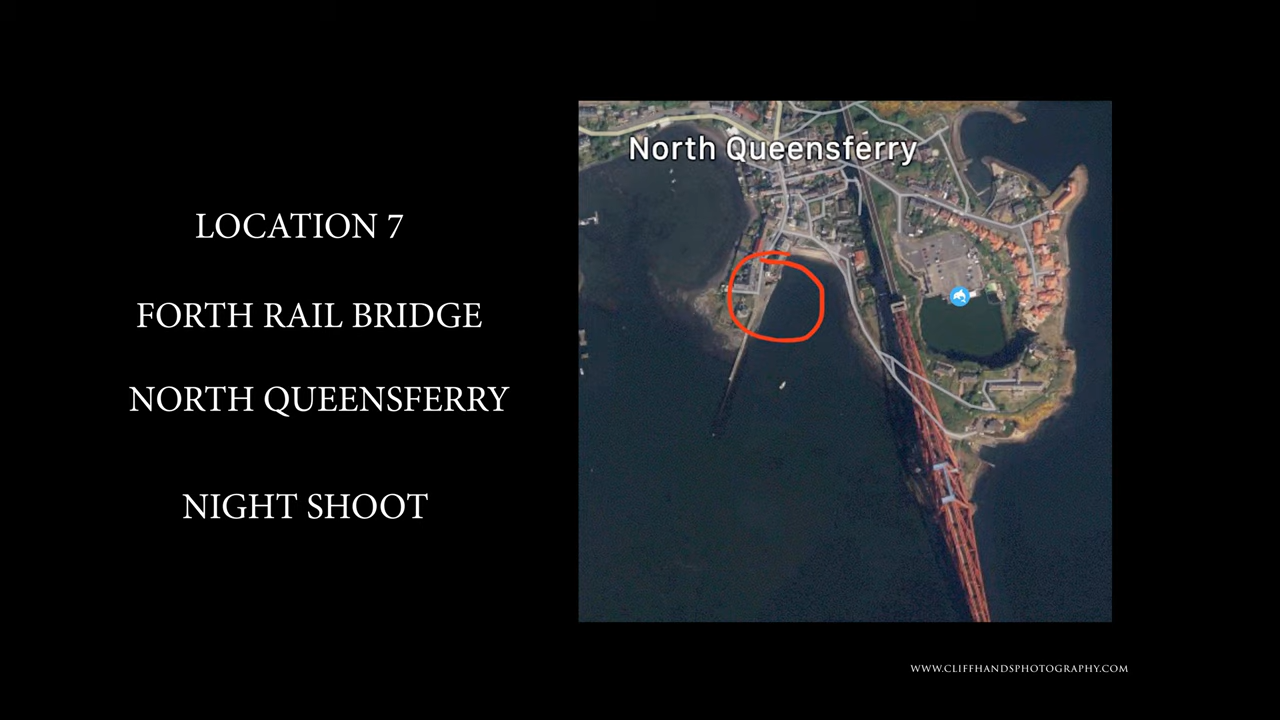 LOCATION 7
FORTH RAIL BRIDGE
NORTH QUEENSFERRY
NIGHT SHOOT
North Queensferry
WWW.CLIFFHANDSPHOTOGRAPHY.COM